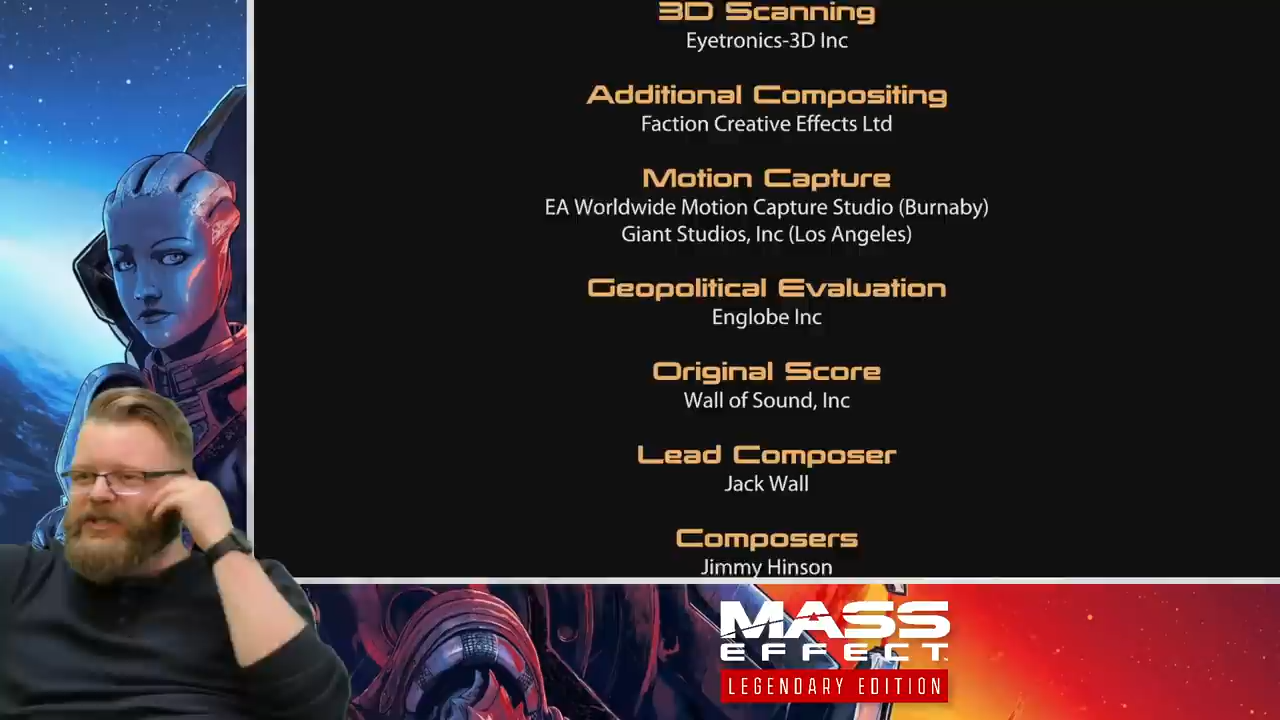 3D Scanning
Eyetronics-3D Inc
Additional Compositing
Faction Creative Effects Ltd
Motion Capture
EA Worldwide Motion Capture Studio (Burnaby)
Giant Studios, Inc (Los Angeles)
Geopolitical Evaluation
Englobe Inc
Original Score
Wall of Sound, Inc
Lead Composer
Jack Wall
Composers
Jimmy Hinson
MASS
EFFECT
LEGENDARY EDITION